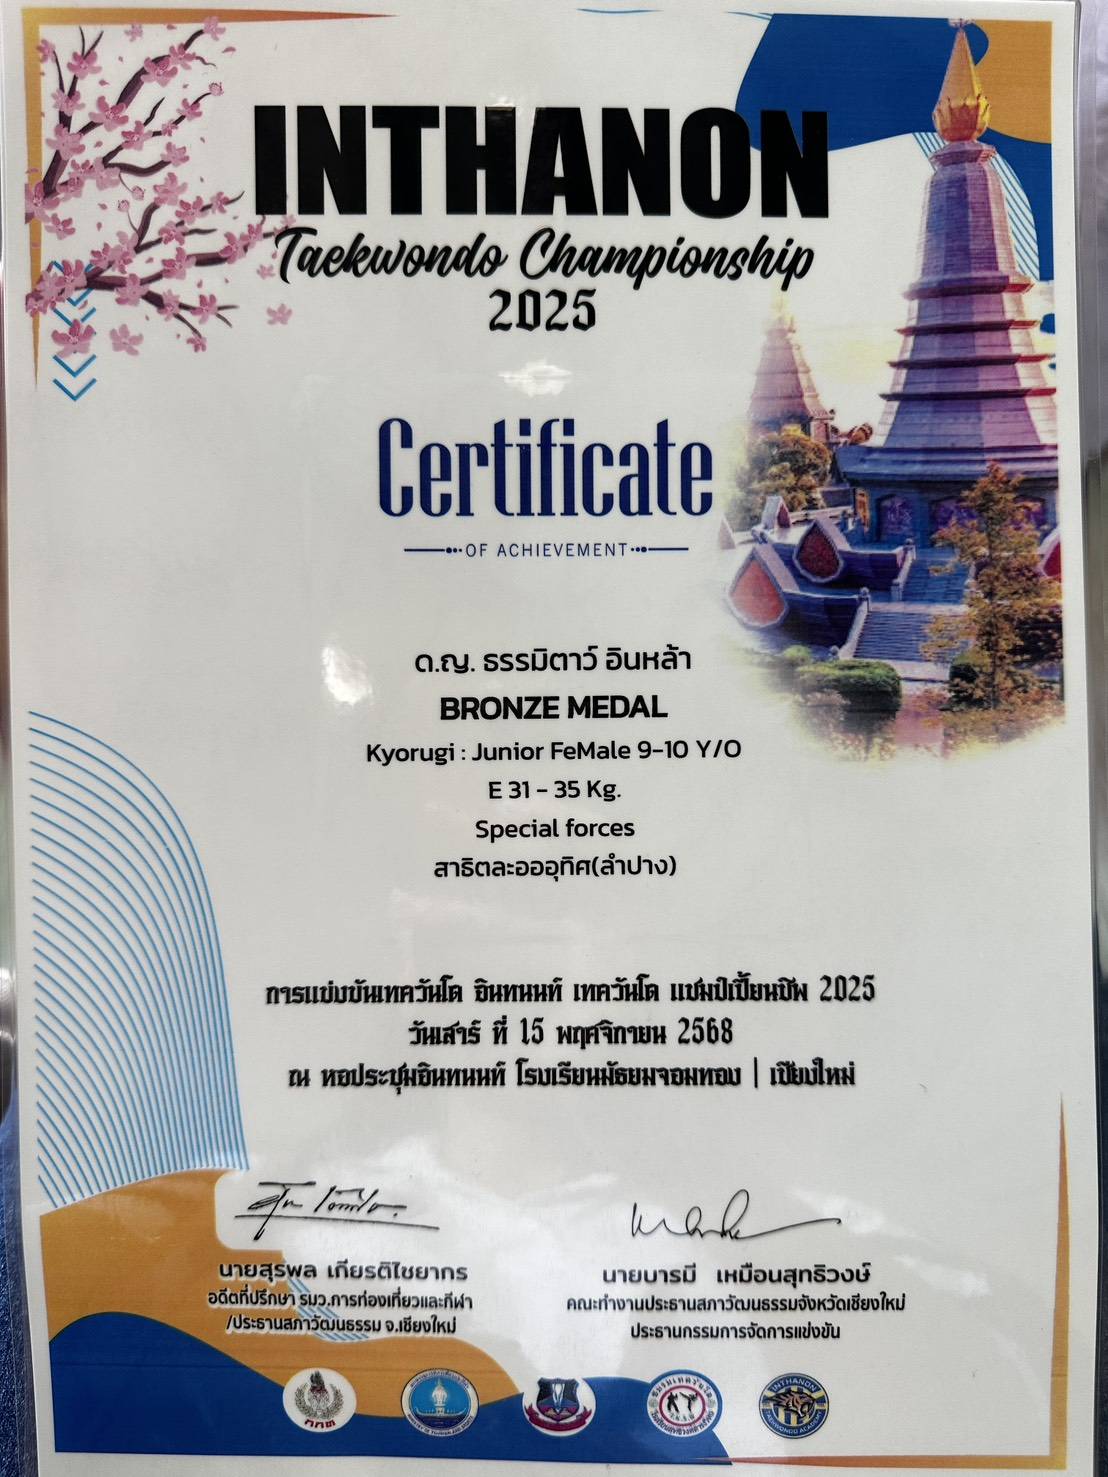 INTHANON
Taekwondo Championship
2025
Certificate
OF ACHIEVEMENT
ด.ญ. ธรรมิตาว์ อินหล้า
BRONZE MEDAL
Kyorugi : Junior FeMale 9-10 Y/O
E 31 - 35 Kg.
Special forces
สาธิตละอออุทิศ(ลำปาง)
การแข่งขันเทควันโด อินทนนท์ เทควันโด แชมป์เปี้ยนชิพ 2025
วันเสาร์ ที่ 15 พฤศจิกายน 2568
ณ หอประชุมอินทนนท์ โรงเรียนมัธยมจอมทอง | เชียงใหม่
นายสุรพล เกียรติไชยากร
อดีตที่ปรึกษา รมว.การท่องเที่ยวและกีฬา
/ประธานสภาวัฒนธรรม จ.เชียงใหม่
นายบารมี เหมือนสุทธิวงษ์
คณะทำงานประธานสภาวัฒนธรรมจังหวัดเชียงใหม่
ประธานกรรมการจัดการแข่งขัน
กกท
INTHANON
TAEKWONDO ACADEMY